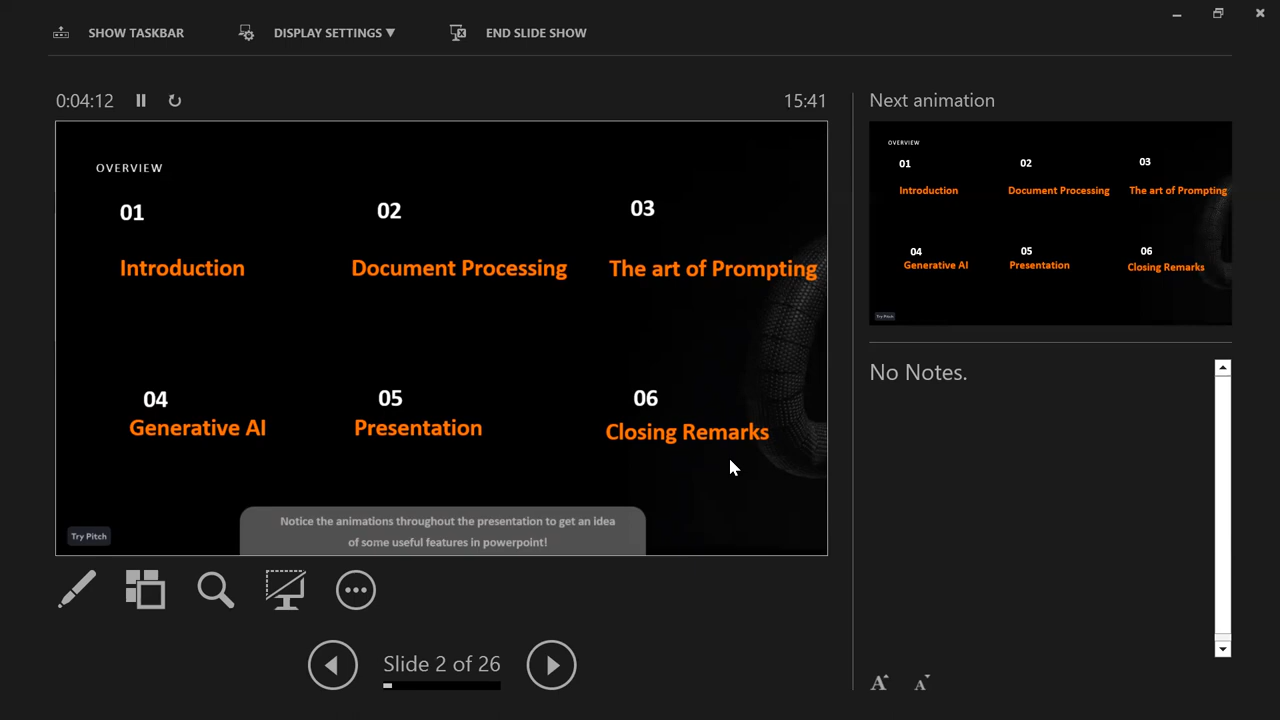 SHOW TASKBAR
DISPLAY SETTINGS ▼
END SLIDE SHOW
0:04:12
15:41
Next animation
OVERVIEW
01
02
03
Introduction
Document Processing
The art of Prompting
04
05
06
Generative AI
Presentation
Closing Remarks
Notice the animations throughout the presentation to get an idea
of some useful features in powerpoint!
Try Pitch
OVERVIEW
01
02
03
Introduction
Document Processing
The art of Prompting
04
05
06
Generative AI
Presentation
Closing Remarks
Try Pitch
No Notes.
Slide 2 of 26
A
A